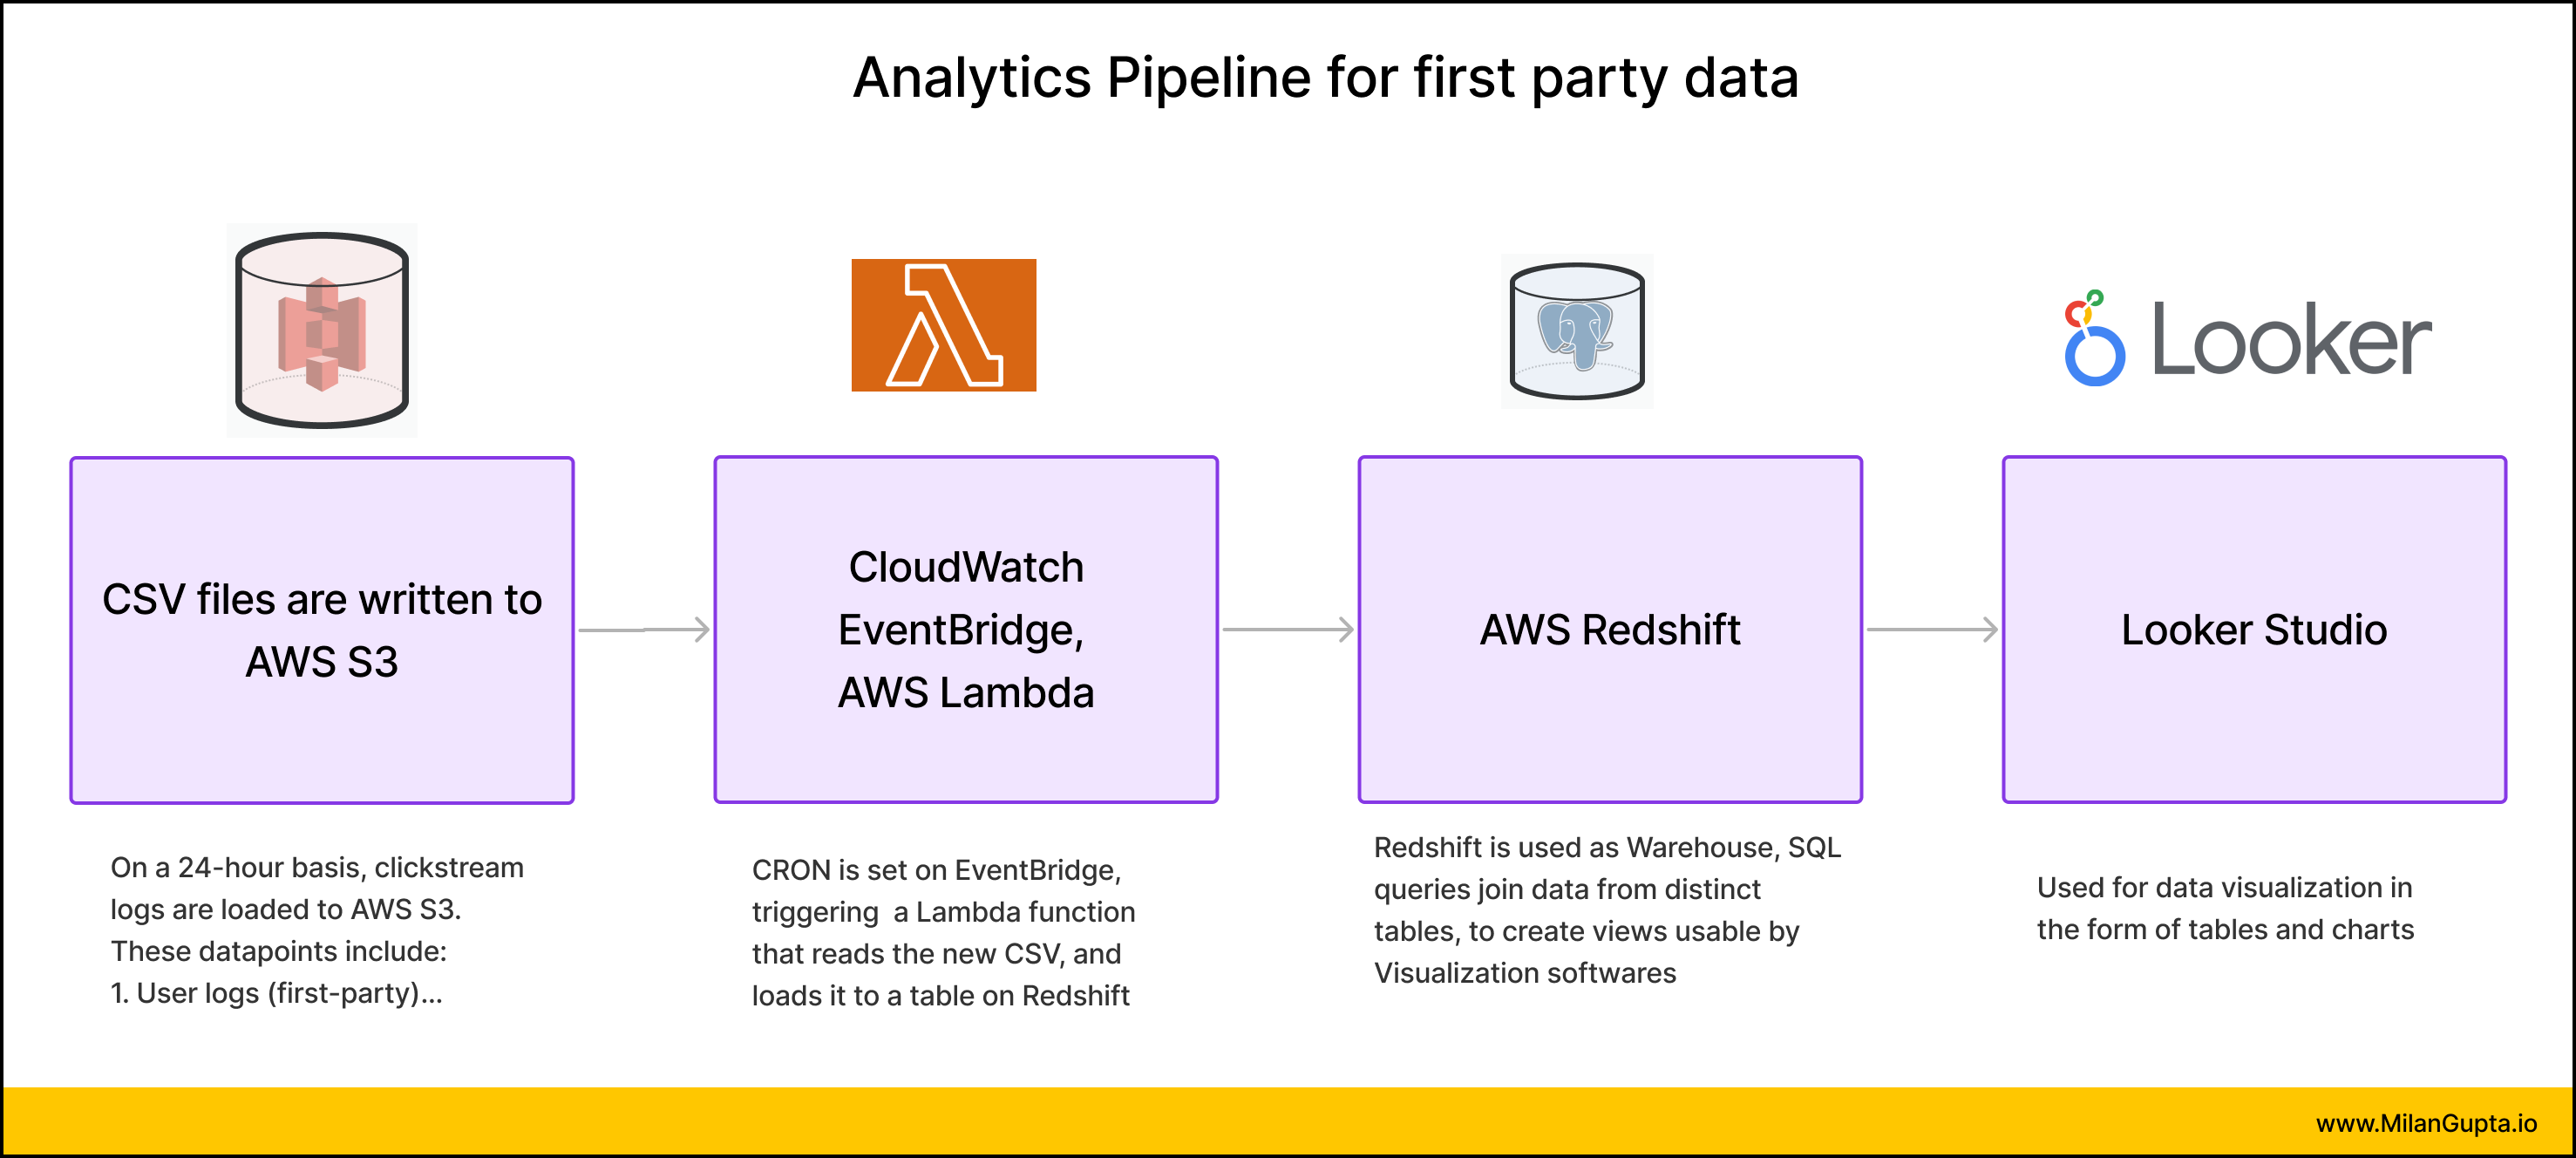 Analytics Pipeline for first party data
Looker
CSV files are written to
AWS S3
CloudWatch
EventBridge,
AWS Lambda
AWS Redshift
Looker Studio
On a 24-hour basis, clickstream
logs are loaded to AWS S3.
These datapoints include:
1. User logs (first-party)...
CRON is set on EventBridge,
triggering  a Lambda function
that reads the new CSV, and
loads it to a table on Redshift
Redshift is used as Warehouse, SQL
queries join data from distinct
tables, to create views usable by
Visualization softwares
Used for data visualization in
the form of tables and charts
www.MilanGupta.io